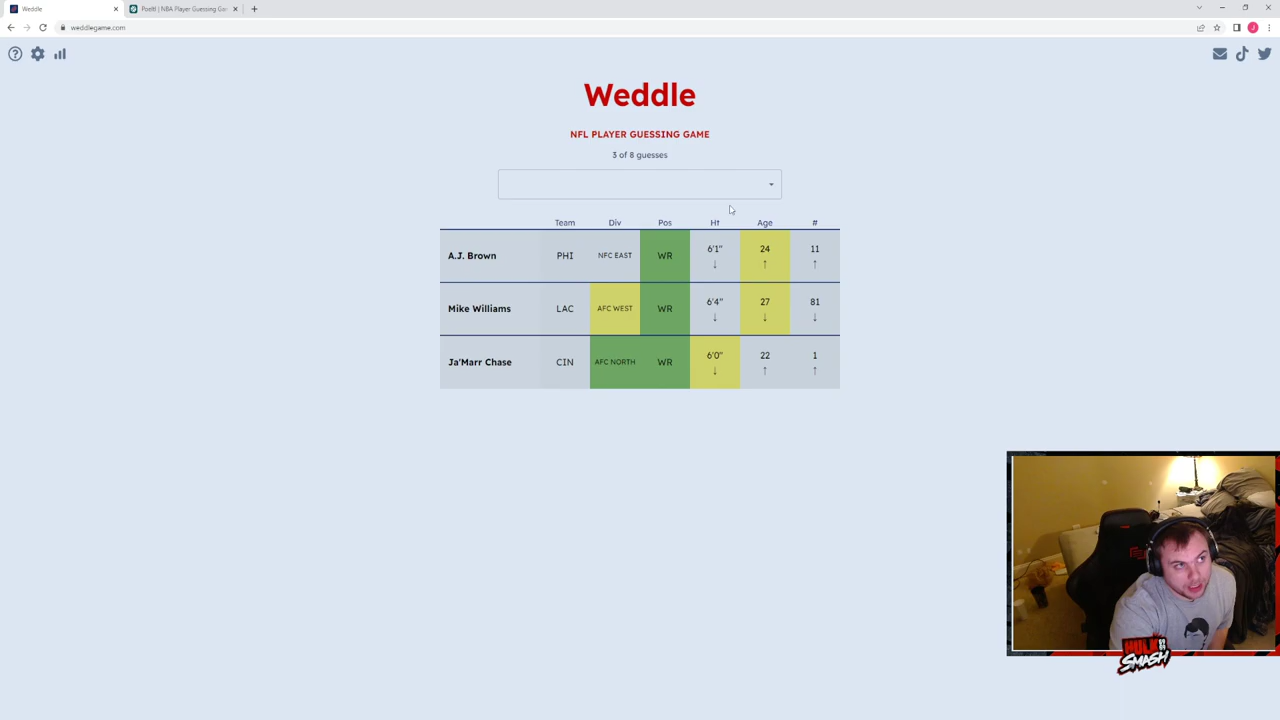 Weddle
Poeltl | NBA Player Guessing Ga
weddlegame.com
J
Weddle
NFL PLAYER GUESSING GAME
3 of 8 guesses
Team Div Pos Ht Age #
A.J. Brown PHI NFC EAST WR 6'1" ↓ 24 ↑ 11 ↑
Mike Williams LAC AFC WEST WR 6'4" ↓ 27 ↓ 81 ↓
Ja'Marr Chase CIN AFC NORTH WR 6'0" ↓ 22 ↑ 1 ↑
HULK
SMASH